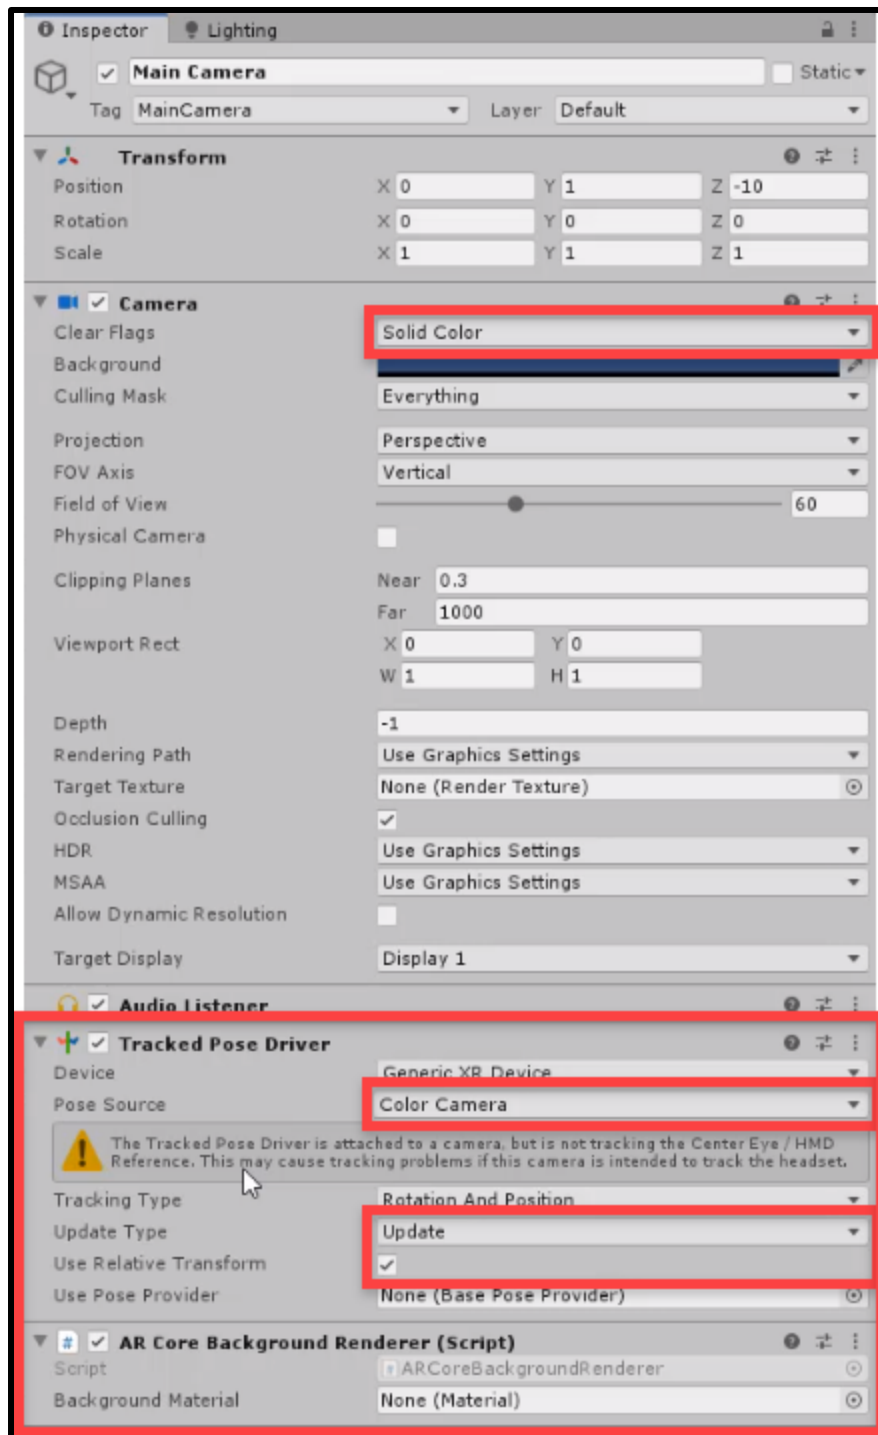 Inspector Lighting
Main Camera Static
Tag MainCamera Layer Default
Transform
Position X 0 Y 1 Z -10
Rotation X 0 Y 0 Z 0
Scale X 1 Y 1 Z 1
Camera
Clear Flags Solid Color
Background
Culling Mask Everything
Projection Perspective
FOV Axis Vertical
Field of View 60
Physical Camera
Clipping Planes Near 0.3
Far 1000
Viewport Rect X 0 Y 0
W 1 H 1
Depth -1
Rendering Path Use Graphics Settings
Target Texture None (Render Texture)
Occlusion Culling
HDR Use Graphics Settings
MSAA Use Graphics Settings
Allow Dynamic Resolution
Target Display Display 1
Audio Listener
Tracked Pose Driver
Device Generic XR Device
Pose Source Color Camera
The Tracked Pose Driver is attached to a camera, but is not tracking the Center Eye / HMD
Reference. This may cause tracking problems if this camera is intended to track the headset.
Tracking Type Rotation And Position
Update Type Update
Use Relative Transform
Use Pose Provider None (Base Pose Provider)
# AR Core Background Renderer (Script)
Script # ARCoreBackgroundRenderer
Background Material None (Material)